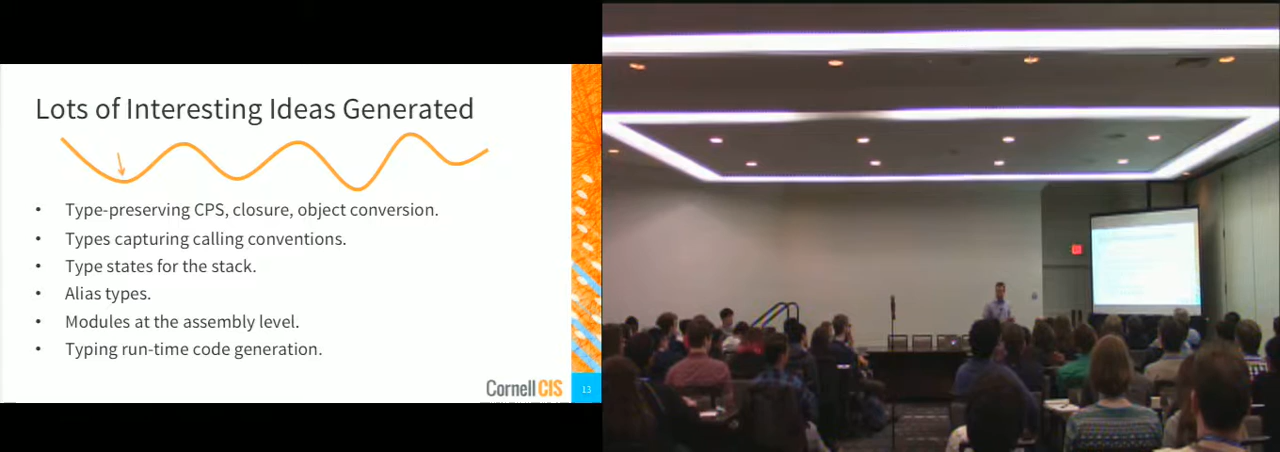 Lots of Interesting Ideas Generated
• Type-preserving CPS, closure, object conversion.
• Types capturing calling conventions.
• Type states for the stack.
• Alias types.
• Modules at the assembly level.
• Typing run-time code generation.
Cornell CIS
13